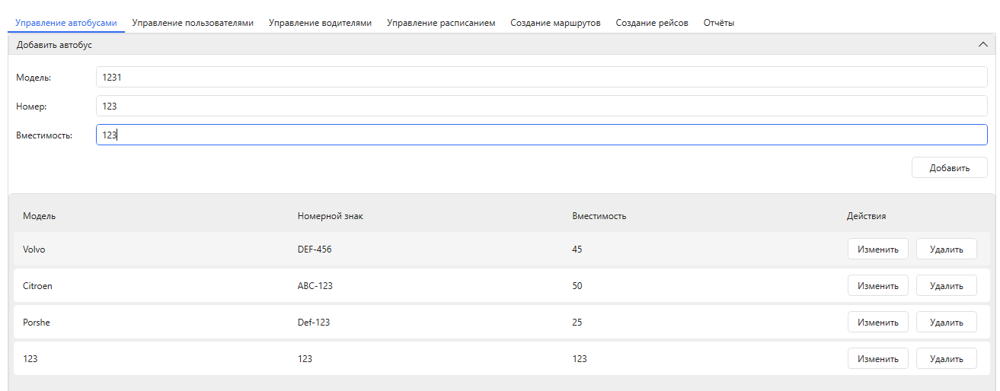 Управление автобусами Управление пользователями Управление водителями Управление расписанием Создание маршрутов Создание рейсов Отчёты
Добавить автобус
Модель: 1231
Номер: 123
Вместимость: 123
Добавить
Модель Номерной знак Вместимость Действия
Volvo DEF-456 45 Изменить Удалить
Citroen ABC-123 50 Изменить Удалить
Porshe Def-123 25 Изменить Удалить
123 123 123 Изменить Удалить